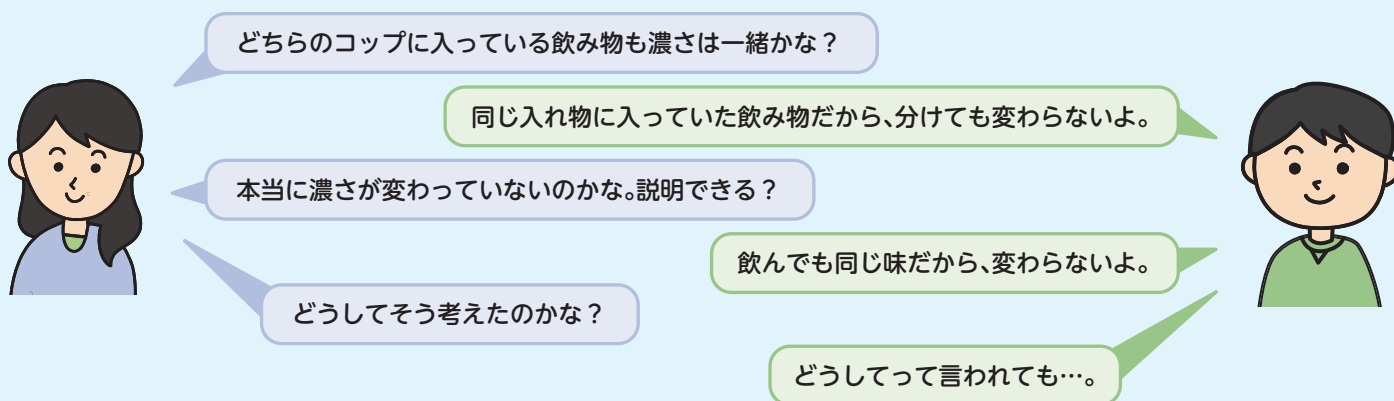 どちらのコップに入っている飲み物も濃さは一緒かな？
同じ入れ物に入っていた飲み物だから、分けても変わらないよ。
本当に濃さが変わっていないのかな。説明できる？
飲んでも同じ味だから、変わらないよ。
どうしてそう考えたのかな？
どうしてって言われても…。